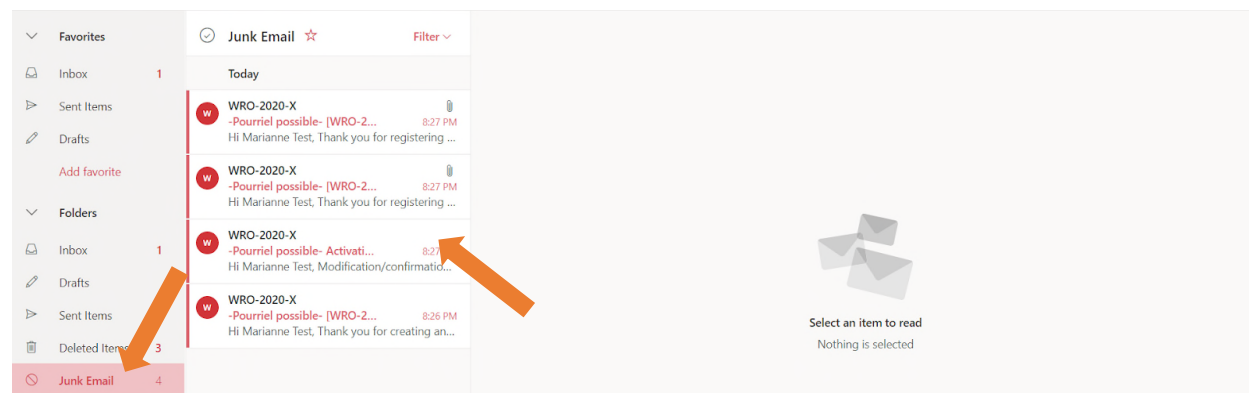 Favorites
Inbox 1
Sent Items
Drafts
Add favorite
Folders
Inbox 1
Drafts
Sent Items
Deleted Items 3
Junk Email 4
Junk Email Filter
Today
W
WRO-2020-X
-Pourriel possible- [WRO-2... 8:27 PM
Hi Marianne Test, Thank you for registering ...
W
WRO-2020-X
-Pourriel possible- [WRO-2... 8:27 PM
Hi Marianne Test, Thank you for registering ...
W
WRO-2020-X
-Pourriel possible- Activati...
Hi Marianne Test, Modification/confirmatio...
W
WRO-2020-X
-Pourriel possible- [WRO-2... 8:26 PM
Hi Marianne Test, Thank you for creating an...
Select an item to read
Nothing is selected